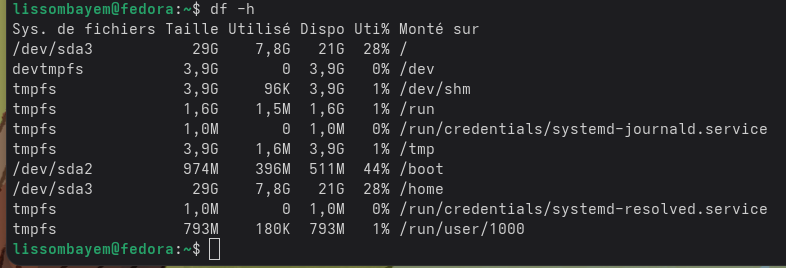 lissombayem@fedora:~$ df -h
Sys. de fichiers Taille Utilisé Dispo Uti% Monté sur
/dev/sda3           29G    7,8G   21G  28% /
devtmpfs           3,9G       0  3,9G   0% /dev
tmpfs              3,9G     96K  3,9G   1% /dev/shm
tmpfs              1,6G    1,5M  1,6G   1% /run
tmpfs              1,0M       0  1,0M   0% /run/credentials/systemd-journald.service
tmpfs              3,9G    1,6M  3,9G   1% /tmp
/dev/sda2          974M    396M  511M  44% /boot
/dev/sda3           29G    7,8G   21G  28% /home
tmpfs              1,0M       0  1,0M   0% /run/credentials/systemd-resolved.service
tmpfs              793M    180K  793M   1% /run/user/1000
lissombayem@fedora:~$